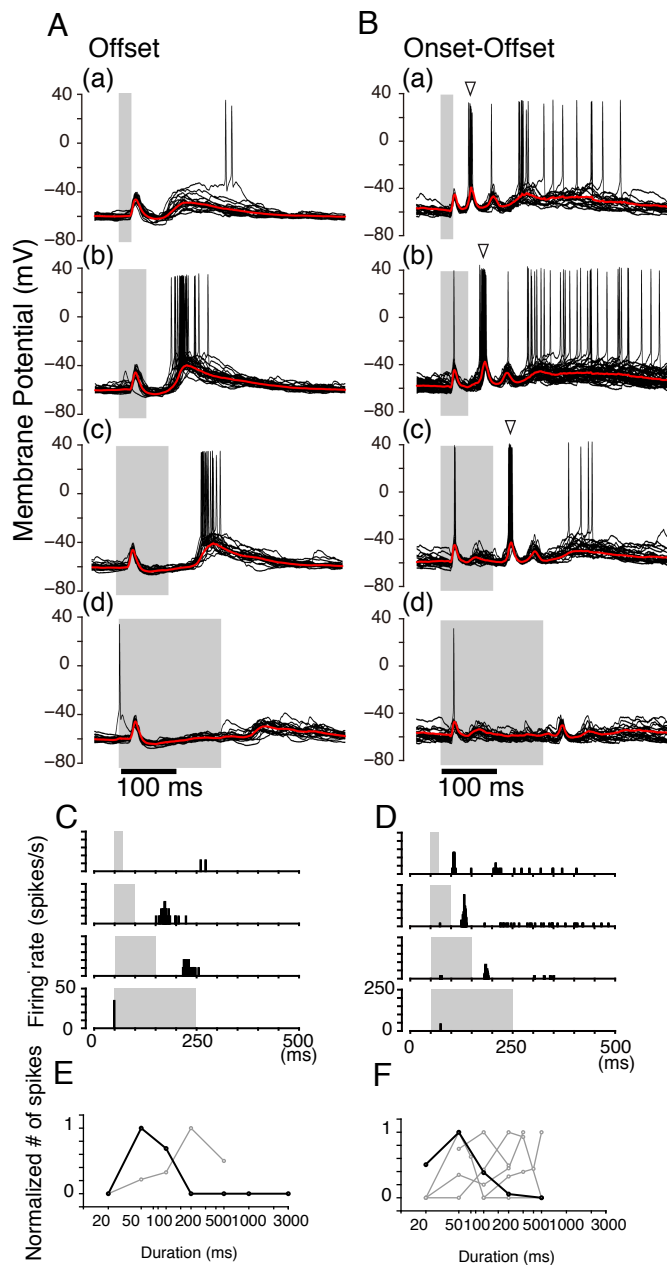 A
Offset
B
Onset-Offset
(a)
40
0
−40
−80
(a)
40
0
−40
−80
(b)
40
0
−40
−80
(b)
40
0
−40
−80
(c)
40
0
−40
−80
(c)
40
0
−40
−80
(d)
40
0
−40
−80
(d)
40
0
−40
−80
Membrane Potential (mV)
100 ms
100 ms
C
D
Firing rate (spikes/s)
50
0
0
250
500
(ms)
250
0
0
250
500
(ms)
E
F
Normalized # of spikes
1
0
20
50
100
200
500
1000
3000
Duration (ms)
1
0
20
50
100
200
500
1000
3000
Duration (ms)